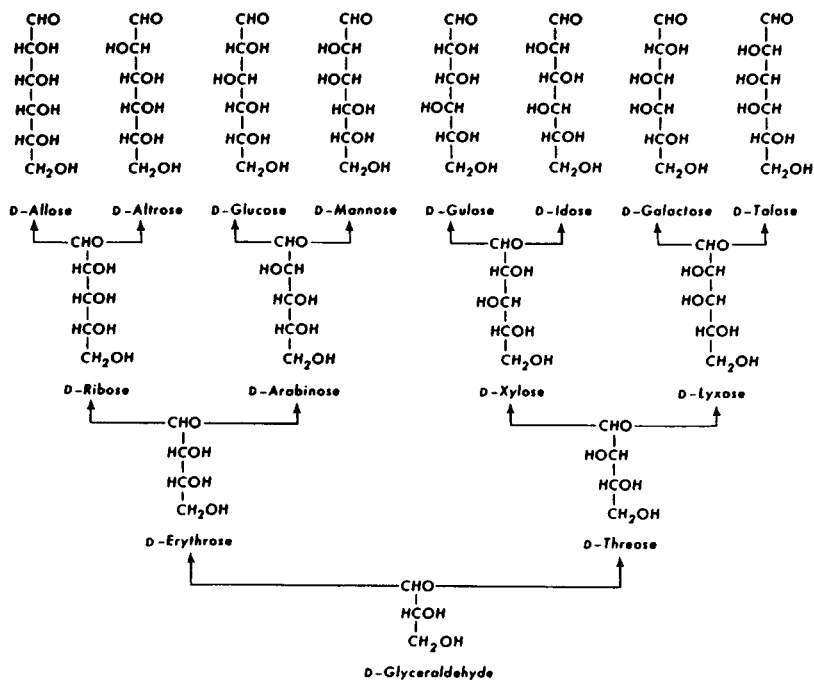 CHO CHO CHO CHO CHO CHO CHO CHO
HCOH HOCH HCOH HOCH HCOH HOCH HCOH HOCH
HCOH HCOH HOCH HOCH HCOH HCOH HOCH HOCH
HCOH HCOH HCOH HCOH HOCH HOCH HOCH HOCH
HCOH HCOH HCOH HCOH HCOH HCOH HCOH HCOH
CH₂OH CH₂OH CH₂OH CH₂OH CH₂OH CH₂OH CH₂OH CH₂OH
D-Allose D-Altrose D-Glucose D-Mannose D-Gulose D-Idose D-Galactose D-Talose
CHO CHO CHO CHO
HCOH HOCH HCOH HOCH
HCOH HCOH HOCH HOCH
HCOH HCOH HCOH HCOH
CH₂OH CH₂OH CH₂OH CH₂OH
D-Ribose D-Arabinose D-Xylose D-Lyxose
CHO CHO
HCOH HOCH
HCOH HCOH
CH₂OH CH₂OH
D-Erythrose D-Threose
CHO
HCOH
CH₂OH
D-Glyceraldehyde